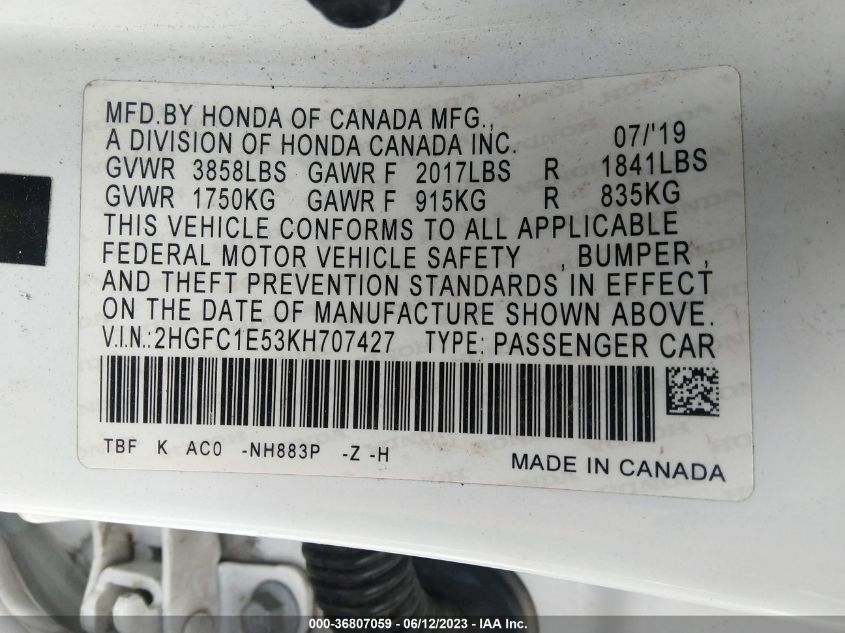 MFD.BY HONDA OF CANADA MFG.,
A DIVISION OF HONDA CANADA INC. 07/'19
GVWR 3858LBS GAWR F 2017LBS R 1841LBS
GVWR 1750KG GAWR F 915KG R 835KG
THIS VEHICLE CONFORMS TO ALL APPLICABLE
FEDERAL MOTOR VEHICLE SAFETY , BUMPER ,
AND THEFT PREVENTION STANDARDS IN EFFECT
ON THE DATE OF MANUFACTURE SHOWN ABOVE.
V.I.N.:2HGFC1E53KH707427 TYPE: PASSENGER CAR
TBF K AC0 -NH883P -Z -H
MADE IN CANADA
000-36807059 - 06/12/2023 - IAA Inc.